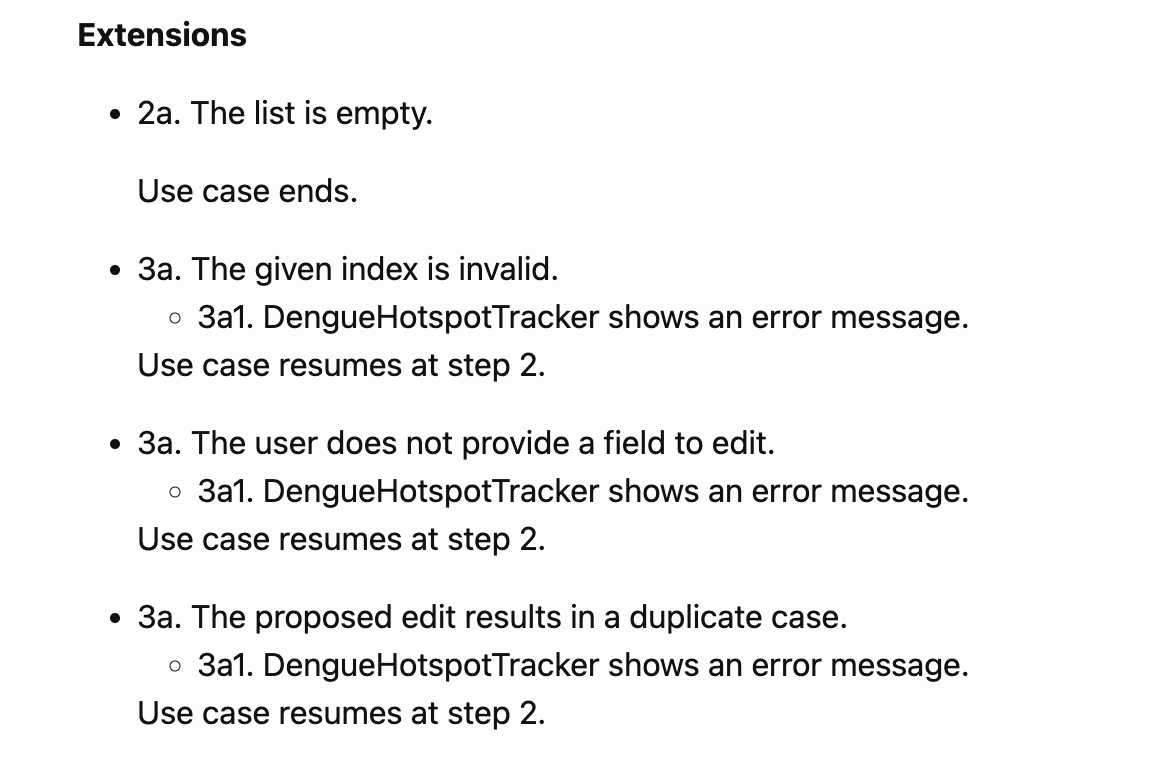 Extensions
• 2a. The list is empty.
Use case ends.
• 3a. The given index is invalid.
◦ 3a1. DengueHotspotTracker shows an error message.
Use case resumes at step 2.
• 3a. The user does not provide a field to edit.
◦ 3a1. DengueHotspotTracker shows an error message.
Use case resumes at step 2.
• 3a. The proposed edit results in a duplicate case.
◦ 3a1. DengueHotspotTracker shows an error message.
Use case resumes at step 2.